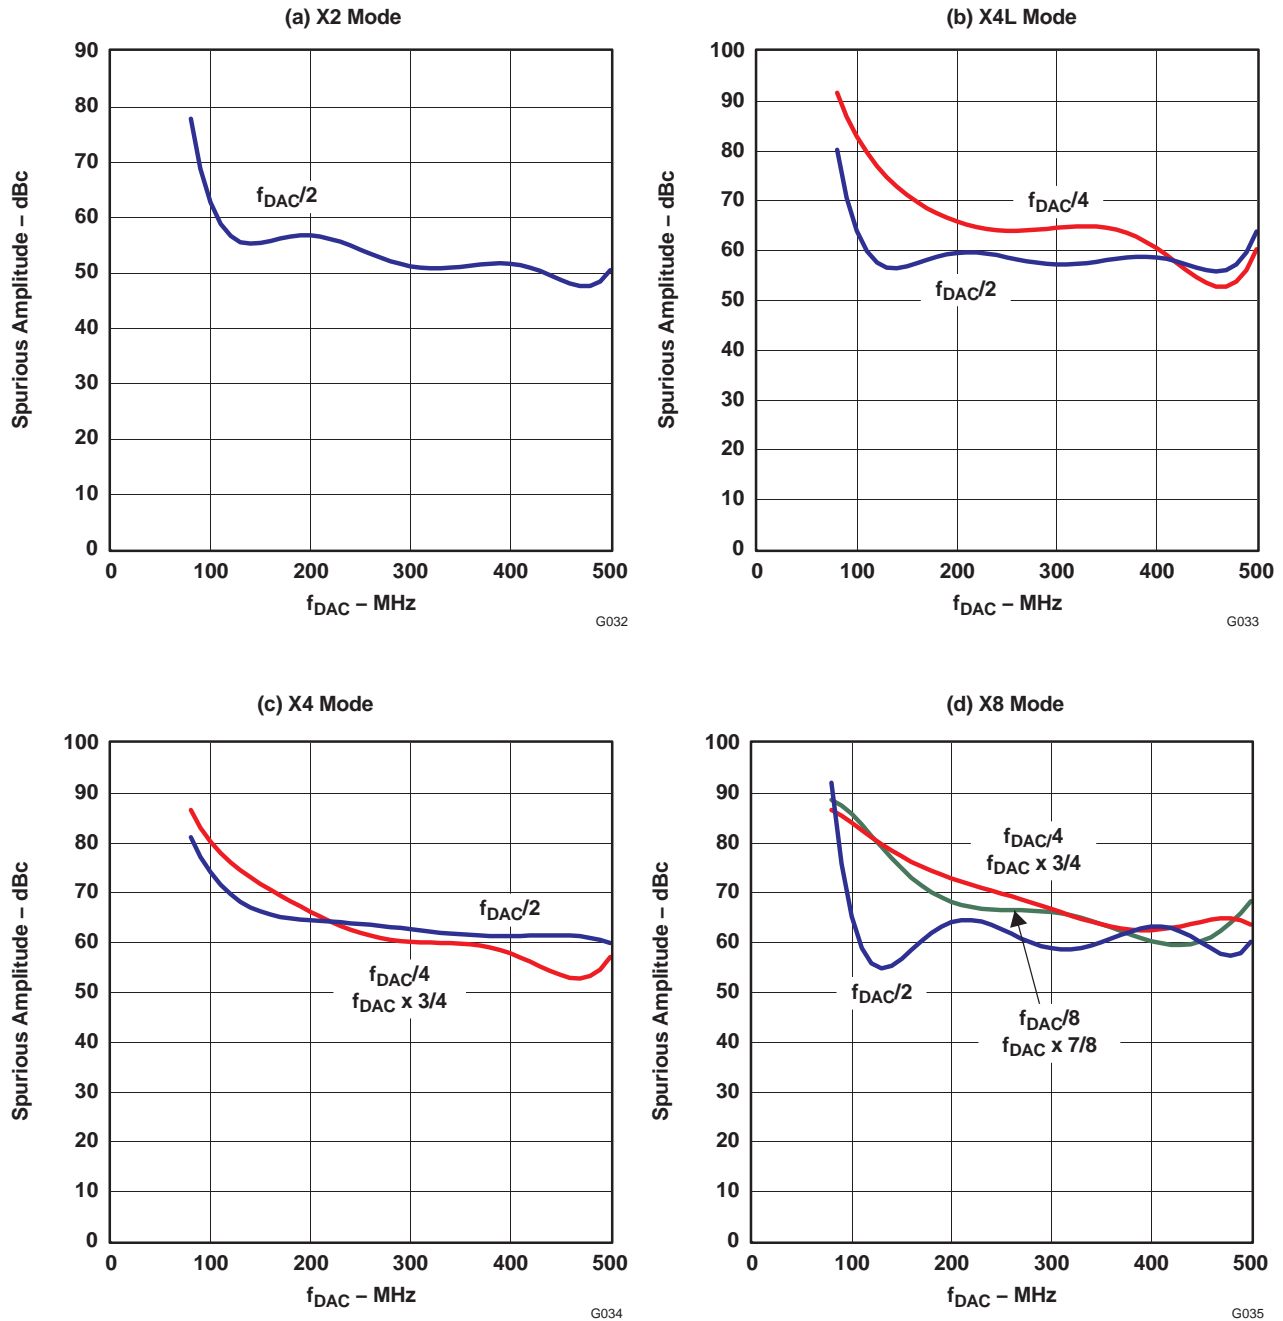 (a) X2 Mode
90
80
70
60
50
40
30
20
10
0
0 100 200 300 400 500
Spurious Amplitude – dBc
fDAC – MHz
fDAC/2
G032
(b) X4L Mode
100
90
80
70
60
50
40
30
20
10
0
0 100 200 300 400 500
Spurious Amplitude – dBc
fDAC – MHz
fDAC/4
fDAC/2
G033
(c) X4 Mode
100
90
80
70
60
50
40
30
20
10
0
0 100 200 300 400 500
Spurious Amplitude – dBc
fDAC – MHz
fDAC/2
fDAC/4
fDAC x 3/4
G034
(d) X8 Mode
100
90
80
70
60
50
40
30
20
10
0
0 100 200 300 400 500
Spurious Amplitude – dBc
fDAC – MHz
fDAC/4
fDAC x 3/4
fDAC/2
fDAC/8
fDAC x 7/8
G035